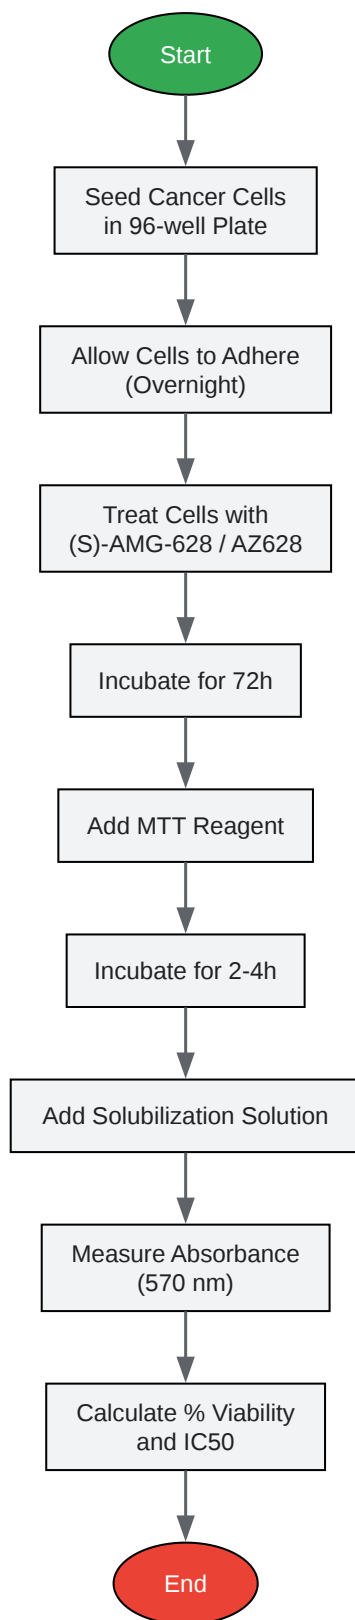 Start
Seed Cancer Cells
in 96-well Plate
Allow Cells to Adhere
(Overnight)
Treat Cells with
(S)-AMG-628 / AZ628
Incubate for 72h
Add MTT Reagent
Incubate for 2-4h
Add Solubilization Solution
Measure Absorbance
(570 nm)
Calculate % Viability
and IC50
End